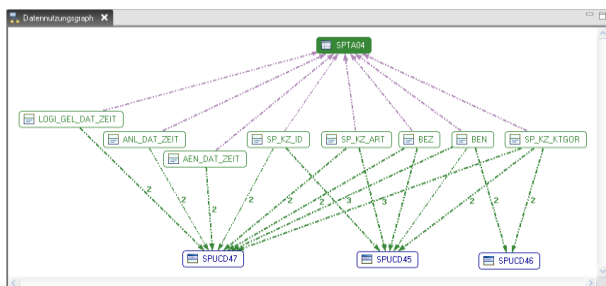 Datennutzungsgraph
SPTA04
LOGI_GEL_DAT_ZEIT
ANL_DAT_ZEIT
SP_KZ_ID
SP_KZ_ART
BEZ
BEN
SP_KZ_KTGOR
AEN_DAT_ZEIT
2
2
2
2
2
3
2
3
2
2
2
SPUCD47
SPUCD45
SPUCD46